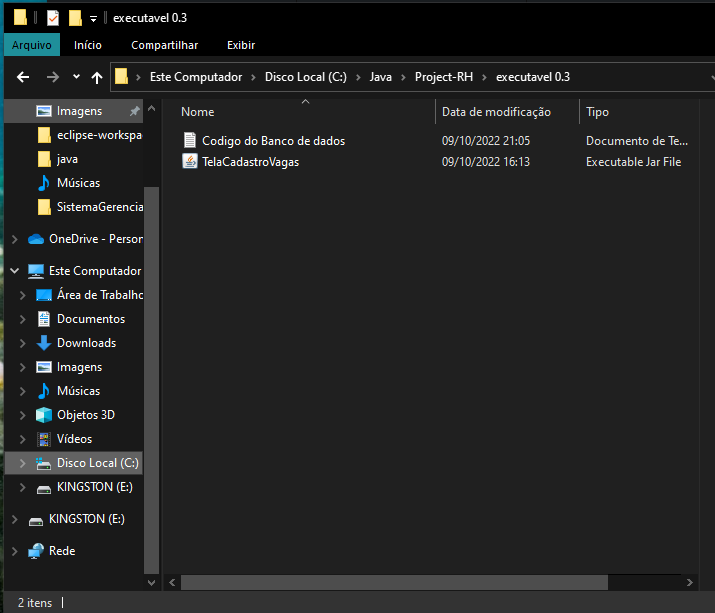 executavel 0.3
Arquivo Início Compartilhar Exibir
Este Computador Disco Local (C:) Java Project-RH executavel 0.3
Imagens
eclipse-workspa
java
Músicas
SistemaGerencia
OneDrive - Person
Este Computador
Área de Trabalho
Documentos
Downloads
Imagens
Músicas
Objetos 3D
Vídeos
Disco Local (C:)
KINGSTON (E:)
KINGSTON (E:)
Rede
Nome Data de modificação Tipo
Codigo do Banco de dados 09/10/2022 21:05 Documento de Te...
TelaCadastroVagas 09/10/2022 16:13 Executable Jar File
2 itens